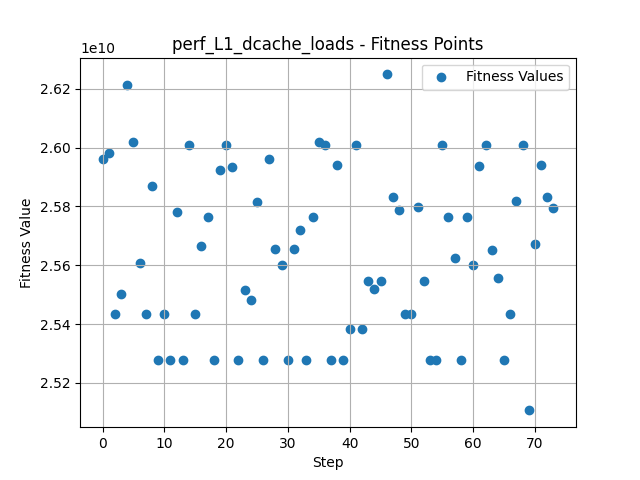 perf_L1_dcache_loads - Fitness Points
1e10
Fitness Values
2.62
2.60
2.58
2.56
2.54
2.52
Fitness Value
0 10 20 30 40 50 60 70
Step